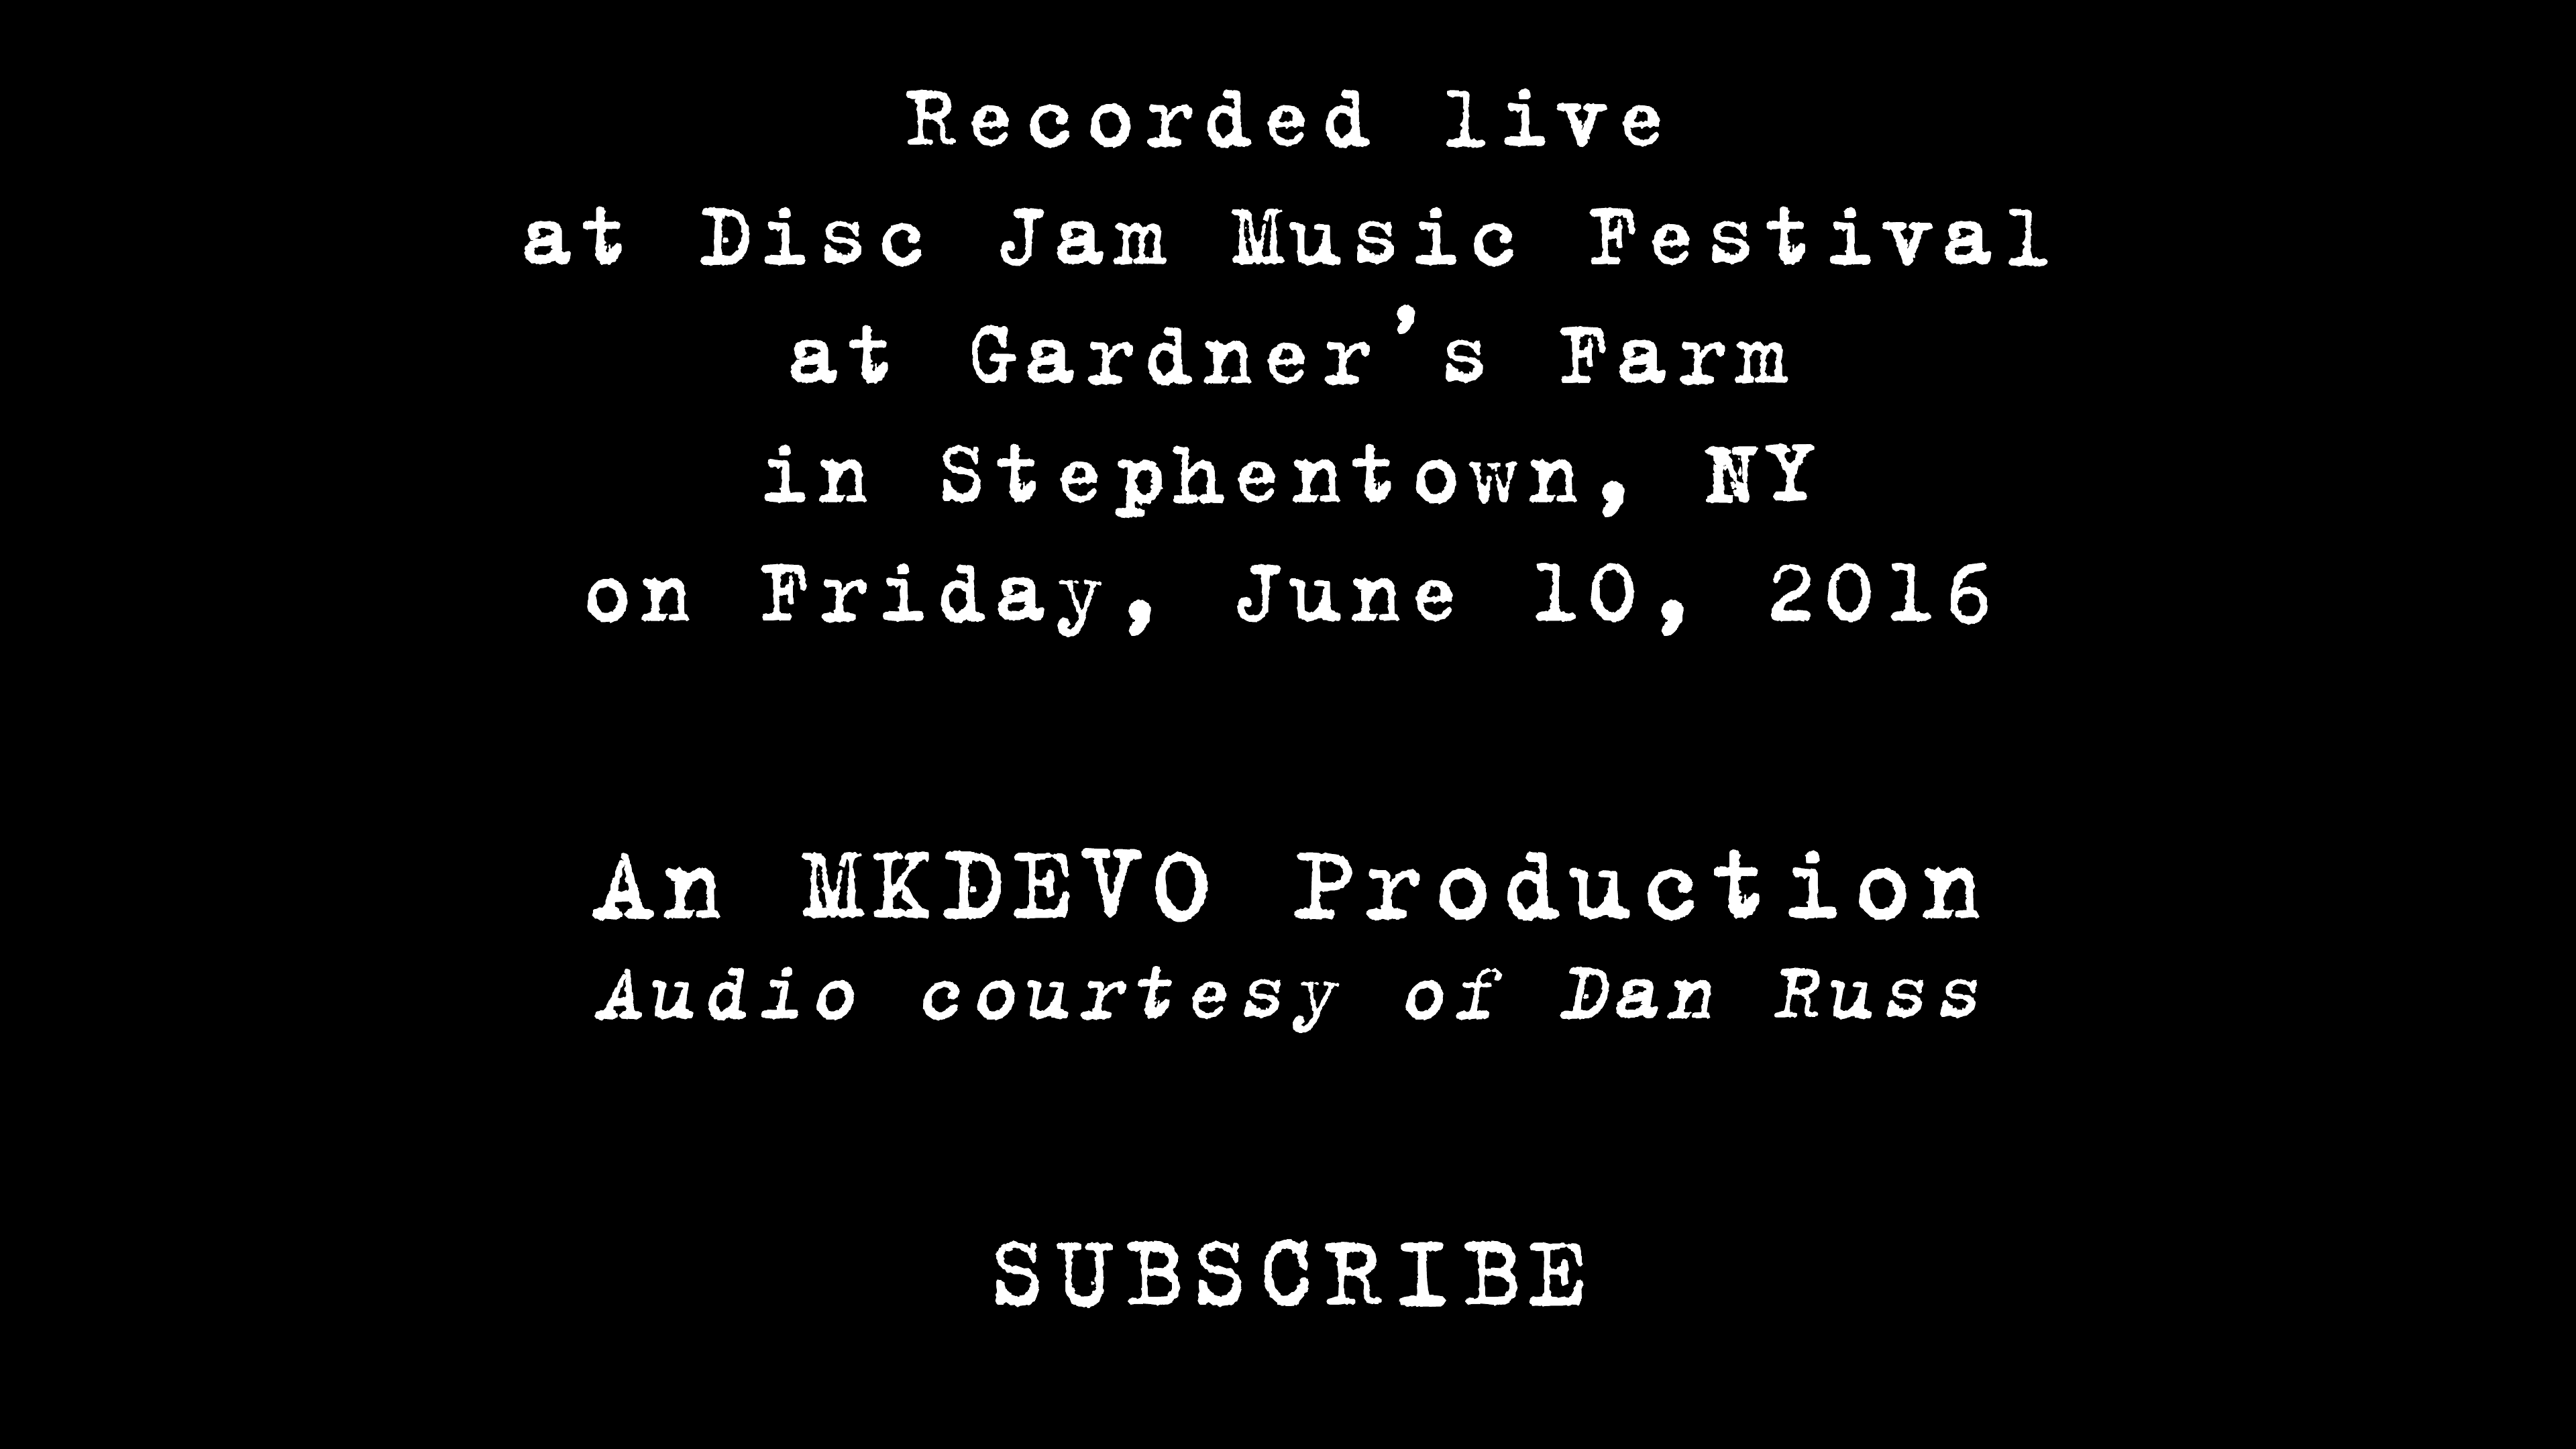 Recorded live
at Disc Jam Music Festival
at Gardner’s Farm
in Stephentown, NY
on Friday, June 10, 2016
An MKDEVO Production
Audio courtesy of Dan Russ
SUBSCRIBE